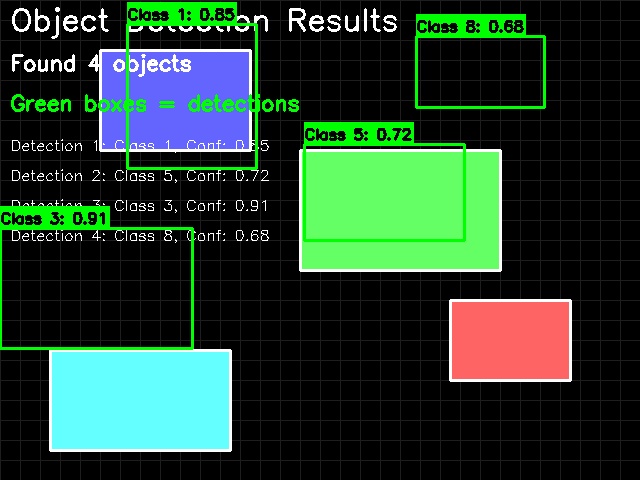 Object Detection Results
Class 1: 0.85
Class 8: 0.68
Found 4 objects
Green boxes = detections
Class 5: 0.72
Detection 1: Class 1, Conf: 0.85
Detection 2: Class 5, Conf: 0.72
Detection 3: Class 3, Conf: 0.91
Class 3: 0.91
Detection 4: Class 8, Conf: 0.68